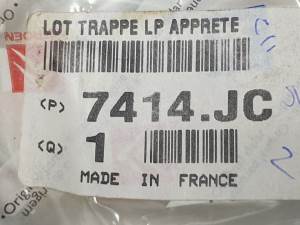 LOT TRAPPE LP APPRETE
<P> 7414.JC
<Q> 1
MADE IN FRANCE